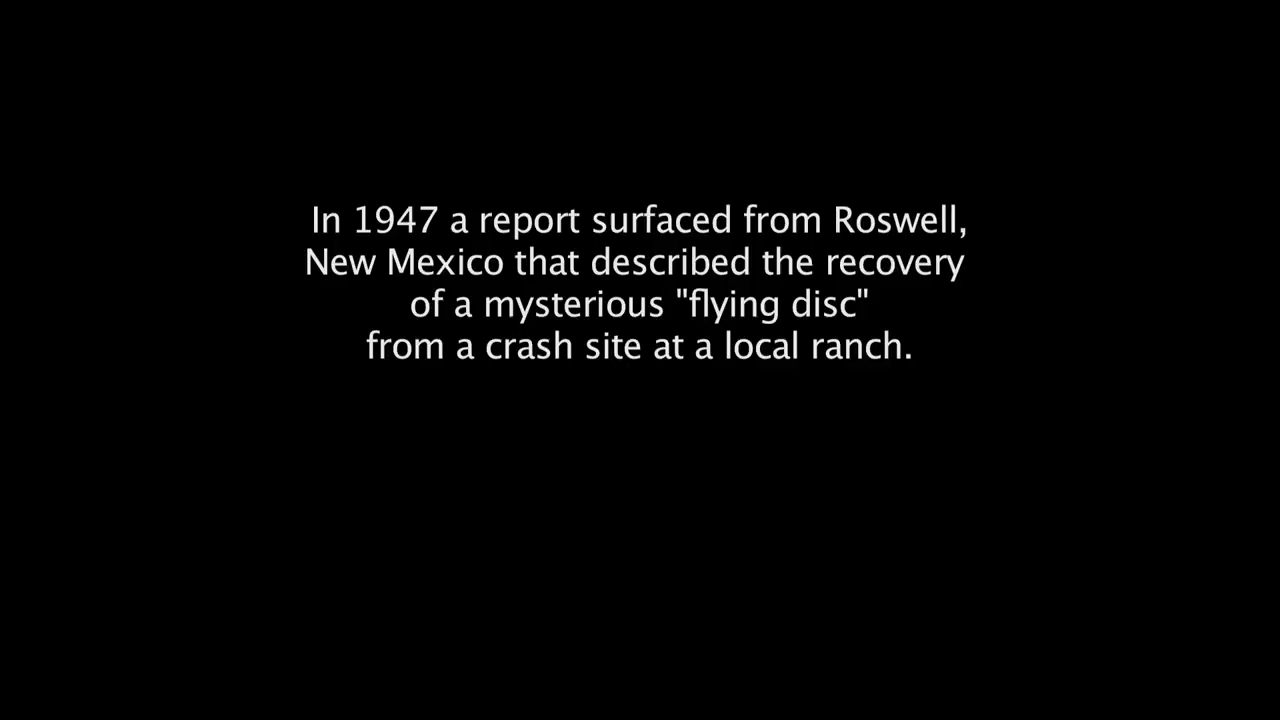 In 1947 a report surfaced from Roswell,
New Mexico that described the recovery
of a mysterious "flying disc"
from a crash site at a local ranch.